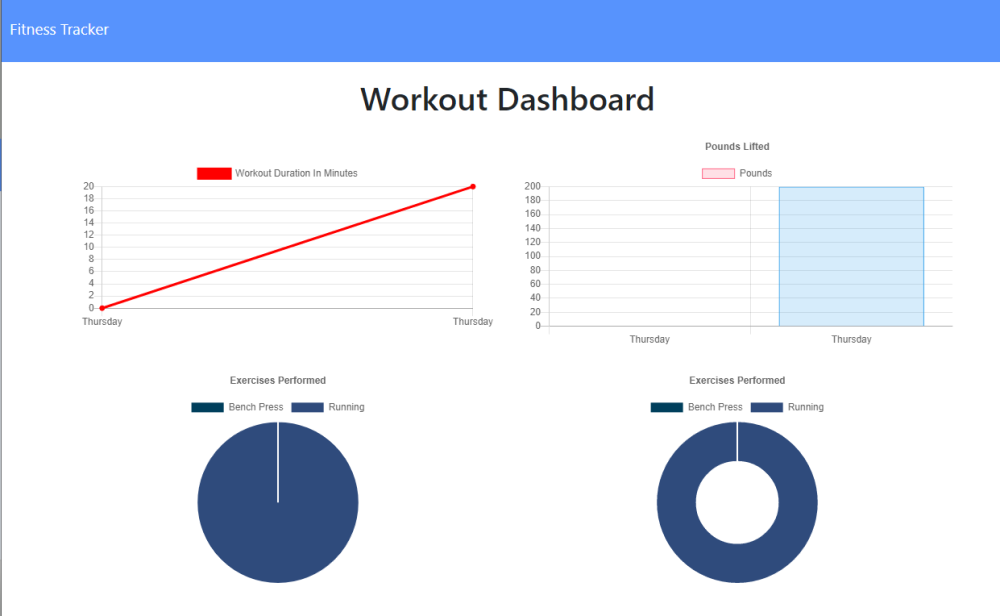 Fitness Tracker
Workout Dashboard
Workout Duration In Minutes
20
18
16
14
12
10
8
6
4
2
0
Thursday Thursday
Pounds Lifted
Pounds
200
180
160
140
120
100
80
60
40
20
0
Thursday Thursday
Exercises Performed
Bench Press Running
Exercises Performed
Bench Press Running